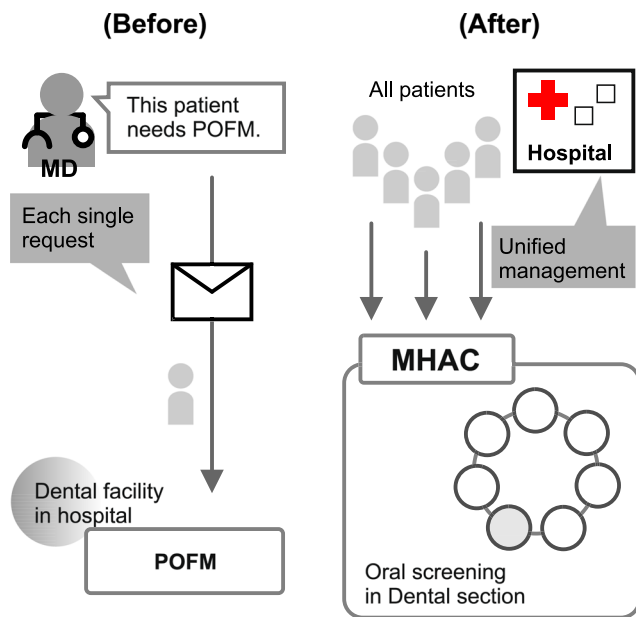 (Before)
This patient
needs POFM.
MD
Each single
request
Dental facility
in hospital
POFM
(After)
All patients
Hospital
Unified
management
MHAC
Oral screening
in Dental section